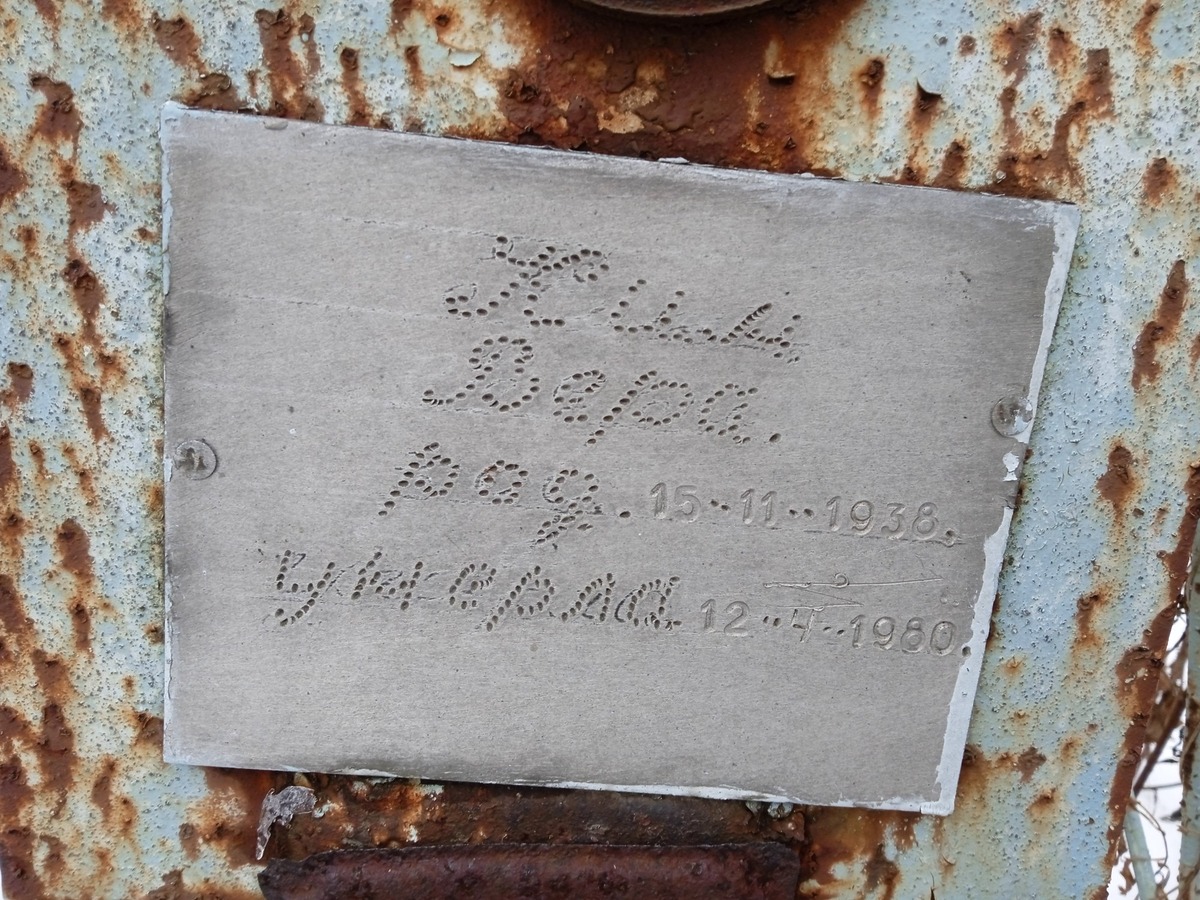 Вера.
род. 15-11-1938.
умерла 12-4-1980.